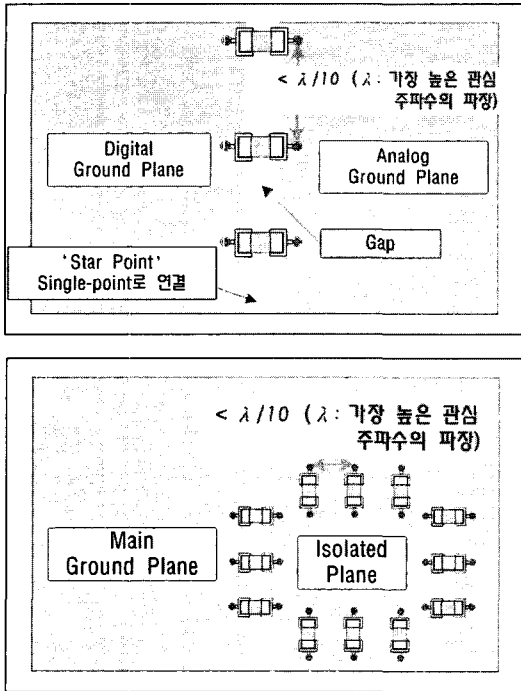 < λ/10 (λ: 가장 높은 관심
주파수의 파장)
Digital
Ground Plane
Analog
Ground Plane
Gap
'Star Point'
Single-point로 연결
< λ/10 (λ: 가장 높은 관심
주파수의 파장)
Main
Ground Plane
Isolated
Plane